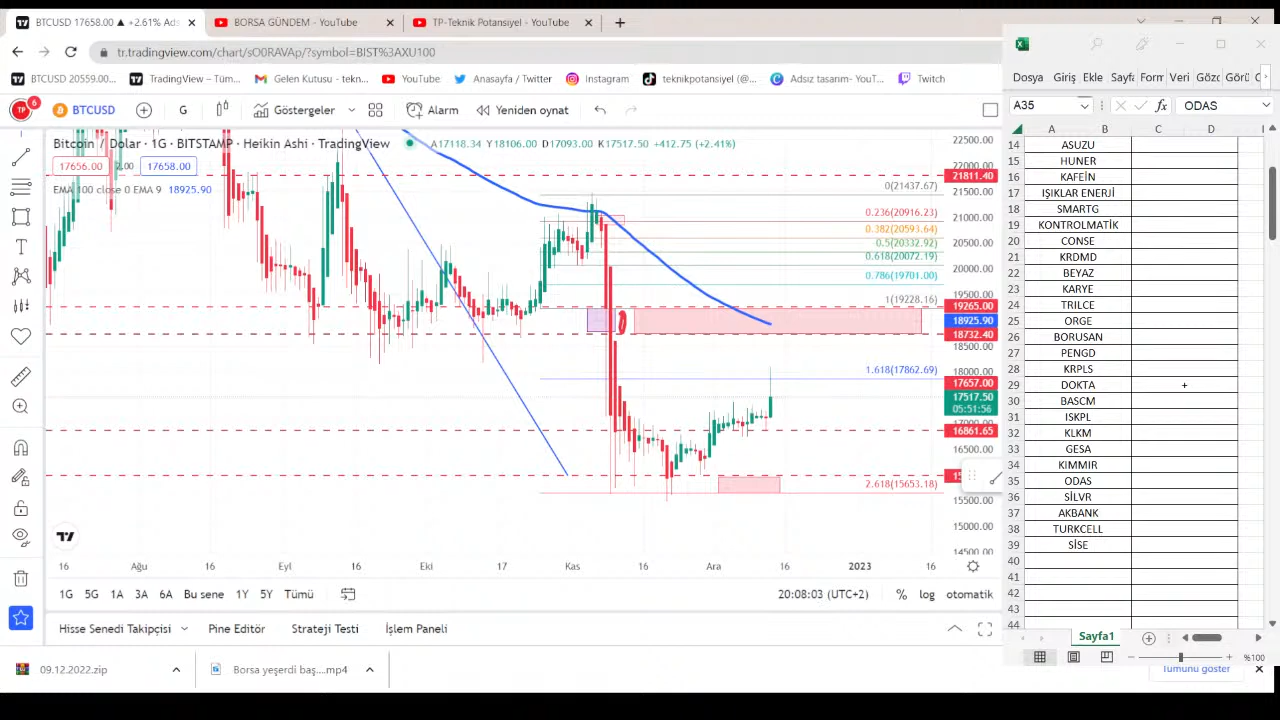 BTCUSD 17658.00 ▲ +2.61% Ads
BORSA GÜNDEM - YouTube
TP-Teknik Potansiyel - YouTube
tr.tradingview.com/chart/sO0RAVAp/?symbol=BIST%3AXU100
BTCUSD 20559.00...
TradingView – Tüm...
Gelen Kutusu - tekn...
YouTube
Anasayfa / Twitter
Instagram
teknikpotansiyel (@...
Adsız tasarım- YouT...
Twitch
TP
6
BTCUSD
G
Göstergeler
Alarm
Yeniden oynat
Bitcoin / Dolar · 1G · BITSTAMP · Heikin Ashi · TradingView
A17118.34 Y18106.00 D17093.00 K17517.50 +412.75 (+2.41%)
17656.00
2.00
17658.00
EMA 100 close 0 EMA 9 18925.90
22500.00
22000.00
21811.40
21500.00
21000.00
20500.00
20000.00
19500.00
19265.00
18925.90
18732.40
18500.00
18000.00
17657.00
17517.50
05:51:56
16861.65
16500.00
15500.00
15000.00
14500.00
0(21437.67)
0.236(20916.23)
0.382(20593.64)
0.5(20332.92)
0.618(20072.19)
0.786(19701.00)
1(19228.16)
1.618(17862.69)
2.618(15653.18)
16
Ağu
16
Eyl
16
Eki
17
Kas
16
Ara
16
2023
16
1G 5G 1A 3A 6A Bu sene 1Y 5Y Tümü
20:08:03 (UTC+2)
% log otomatik
Hisse Senedi Takipçisi
Pine Editör
Strateji Testi
İşlem Paneli
09.12.2022.zip
Borsa yeşerdi baş....mp4
Tümünü göster
Dosya Giriş Ekle Sayfa Form Veri Gözc Görü
A35
fx
ODAS
A B C D
14 ASUZU
15 HUNER
16 KAFEİN
17 IŞIKLAR ENERJİ
18 SMARTG
19 KONTROLMATİK
20 CONSE
21 KRDMD
22 BEYAZ
23 KARYE
24 TRILCE
25 ORGE
26 BORUSAN
27 PENGD
28 KRPLS
29 DOKTA +
30 BASCM
31 ISKPL
32 KLKM
33 GESA
34 KIMMIR
35 ODAS
36 SİLVR
37 AKBANK
38 TURKCELL
39 SİSE
40
41
42
43
44
Sayfa1
%100